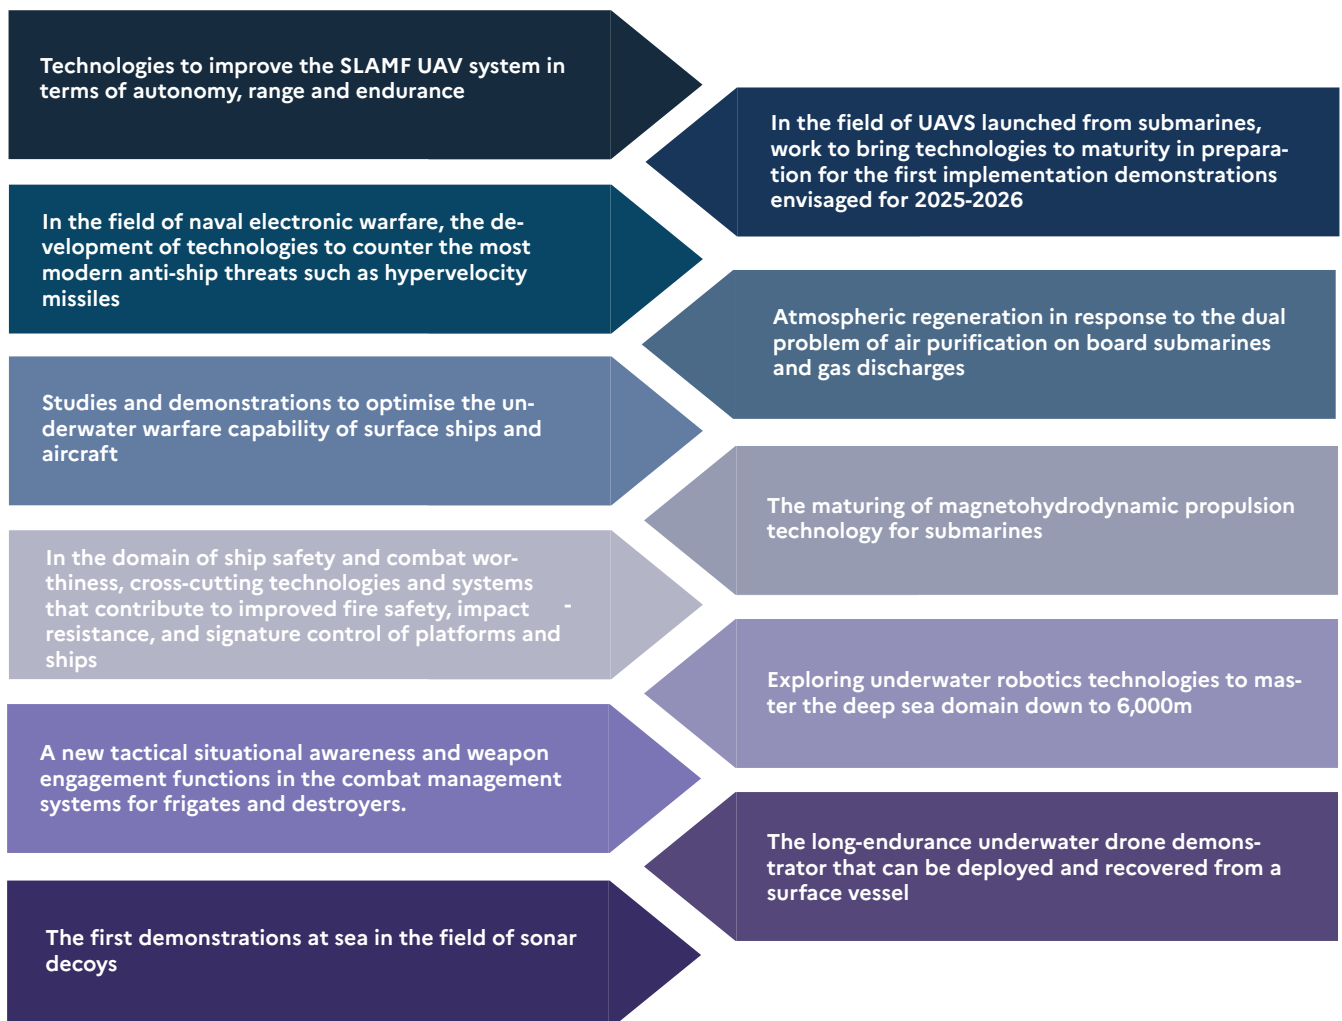 Technologies to improve the SLAMF UAV system in
terms of autonomy, range and endurance
In the field of UAVS launched from submarines,
work to bring technologies to maturity in prepara-
tion for the first implementation demonstrations
envisaged for 2025-2026
In the field of naval electronic warfare, the de-
velopment of technologies to counter the most
modern anti-ship threats such as hypervelocity
missiles
Atmospheric regeneration in response to the dual
problem of air purification on board submarines
and gas discharges
Studies and demonstrations to optimise the un-
derwater warfare capability of surface ships and
aircraft
The maturing of magnetohydrodynamic propulsion
technology for submarines
In the domain of ship safety and combat wor-
thiness, cross-cutting technologies and systems
that contribute to improved fire safety, impact -
resistance, and signature control of platforms and
ships
Exploring underwater robotics technologies to mas-
ter the deep sea domain down to 6,000m
A new tactical situational awareness and weapon
engagement functions in the combat management
systems for frigates and destroyers.
The long-endurance underwater drone demons-
trator that can be deployed and recovered from a
surface vessel
The first demonstrations at sea in the field of sonar
decoys